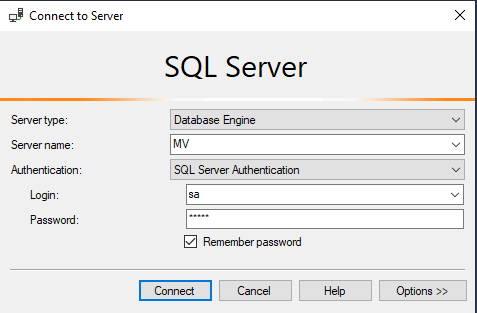 Connect to Server
SQL Server
Server type: Database Engine
Server name: MV
Authentication: SQL Server Authentication
Login: sa
Password: *****
Remember password
Connect Cancel Help Options >>